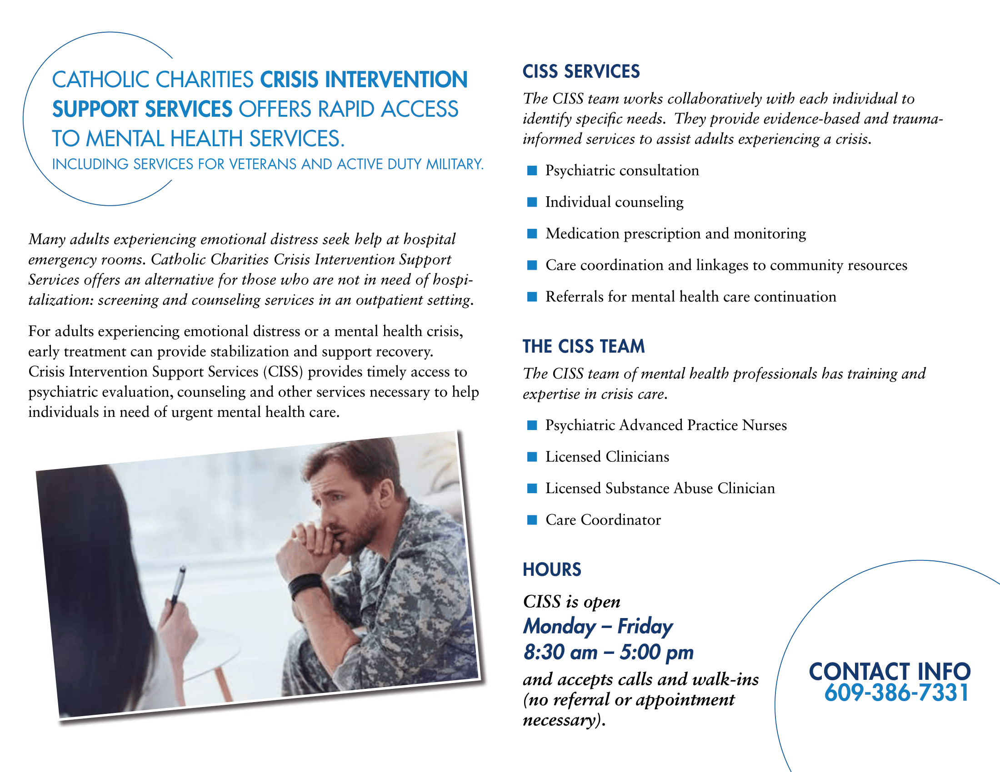 CATHOLIC CHARITIES CRISIS INTERVENTION
SUPPORT SERVICES OFFERS RAPID ACCESS
TO MENTAL HEALTH SERVICES.
INCLUDING SERVICES FOR VETERANS AND ACTIVE DUTY MILITARY.
Many adults experiencing emotional distress seek help at hospital
emergency rooms. Catholic Charities Crisis Intervention Support
Services offers an alternative for those who are not in need of hospi-
talization: screening and counseling services in an outpatient setting.
For adults experiencing emotional distress or a mental health crisis,
early treatment can provide stabilization and support recovery.
Crisis Intervention Support Services (CISS) provides timely access to
psychiatric evaluation, counseling and other services necessary to help
individuals in need of urgent mental health care.
CISS SERVICES
The CISS team works collaboratively with each individual to
identify specific needs.  They provide evidence-based and trauma-
informed services to assist adults experiencing a crisis.
■ Psychiatric consultation
■ Individual counseling
■ Medication prescription and monitoring
■ Care coordination and linkages to community resources
■ Referrals for mental health care continuation
THE CISS TEAM
The CISS team of mental health professionals has training and
expertise in crisis care.
■ Psychiatric Advanced Practice Nurses
■ Licensed Clinicians
■ Licensed Substance Abuse Clinician
■ Care Coordinator
HOURS
CISS is open
Monday – Friday
8:30 am – 5:00 pm
and accepts calls and walk-ins
(no referral or appointment
necessary).
CONTACT INFO
609-386-7331